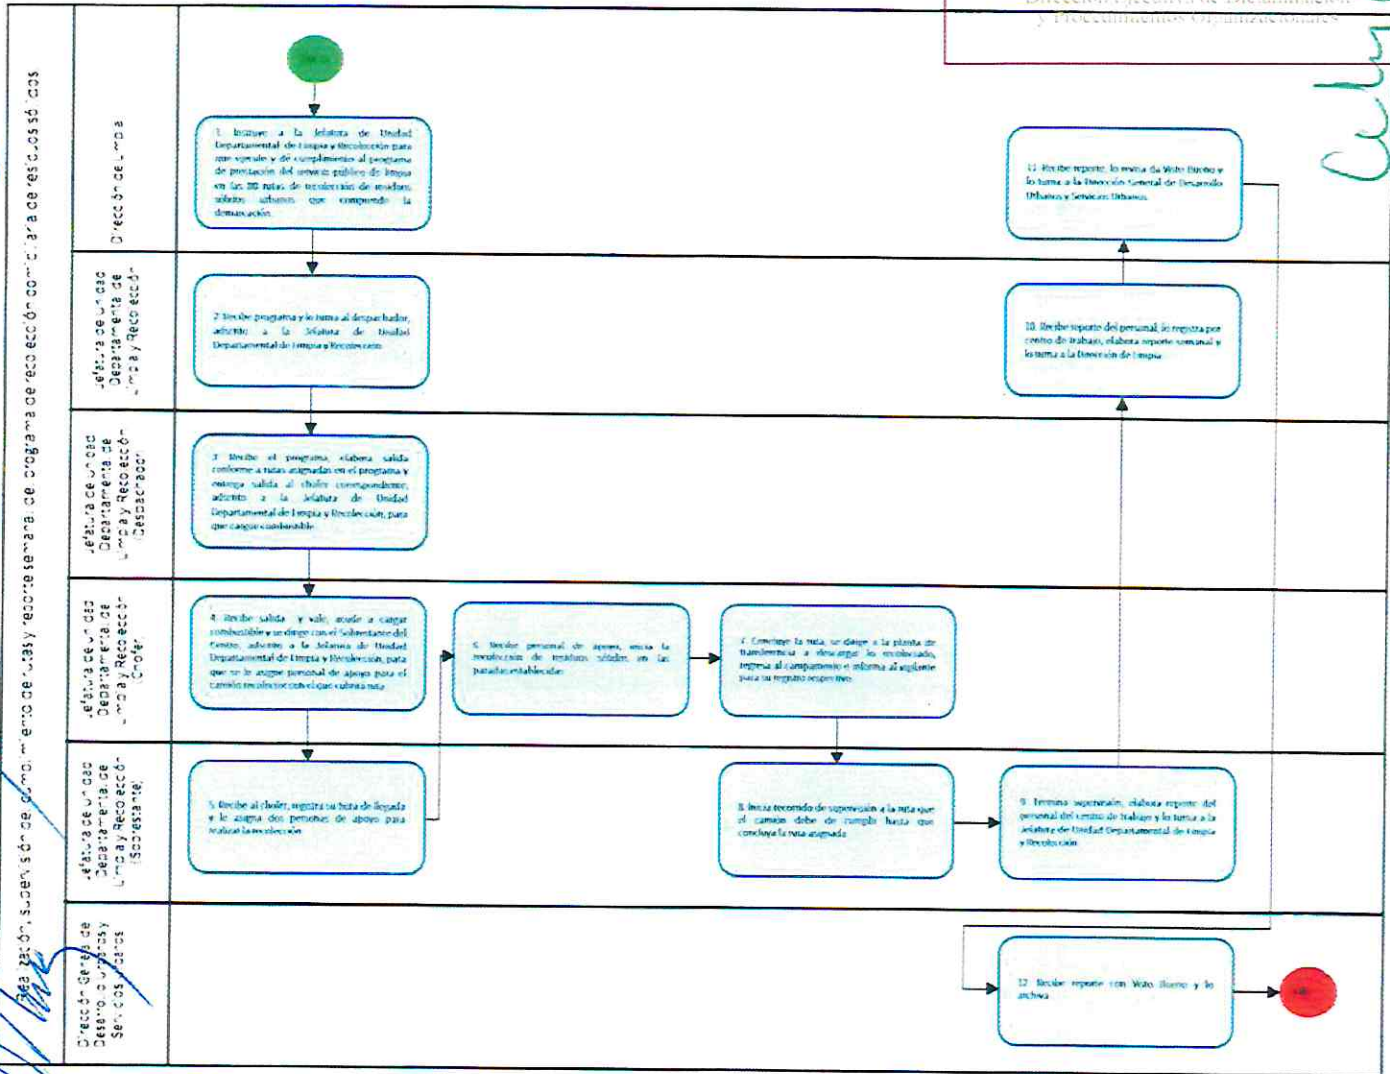 Dirección Ejecutiva de Dictaminación
y Procedimientos Organizacionales
Realización, supervisión del cumplimiento de rutas y reporte semanal del programa de recolección domiciliaria de residuos sólidos
Dirección de Limpia
1. Instruye a la Jefatura de Unidad
Departamental de Limpia y Recolección para
que ejecute y dé cumplimiento al programa
de prestación del servicio público de limpia
en las rutas de recolección de residuos
sólidos urbanos que comprende la
demarcación
11. Recibe reporte, lo revisa da Visto Bueno y
lo turna a la Dirección General de Desarrollo
Urbanos y Servicios Urbanos.
Jefatura de Unidad
Departamental de
Limpia y Recolección
2. Recibe programa y lo turna al despachador,
adscrito a la Jefatura de Unidad
Departamental de Limpia y Recolección
10. Recibe reporte del personal, lo registra por
centro de trabajo, elabora reporte semanal y
lo turna a la Dirección de Limpia
Jefatura de Unidad
Departamental de
Limpia y Recolección
(Despachador)
3. Recibe el programa, elabora salida
conforme a rutas asignadas en el programa y
entrega salida al chofer correspondiente,
adscrito a la Jefatura de Unidad
Departamental de Limpia y Recolección, para
que cargue combustible
Jefatura de Unidad
Departamental de
Limpia y Recolección
(Chofer)
4. Recibe salida y vale, acude a cargar
combustible y se dirige con el Sobrestante del
Centro, adscrito a la Jefatura de Unidad
Departamental de Limpia y Recolección, para
que se le asigne personal de apoyo para el
camión recolector con el que cubrirá ruta
6. Recibe personal de apoyo, inicia la
recolección de residuos sólidos en las
paradas establecidas
7. Concluye la ruta, se dirige a la planta de
transferencia a descargar lo recolectado,
regresa al campamento e informa al vigilante
para su registro respectivo
Jefatura de Unidad
Departamental de
Limpia y Recolección
(Sobrestante)
5. Recibe al chofer, registra su hora de llegada
y le asigna dos personas de apoyo para
realizar la recolección
8. Inicia recorrido de supervisión a la ruta que
el camión debe de cumplir hasta que
concluya la ruta asignada
9. Termina supervisión, elabora reporte del
personal del centro de trabajo y lo turna a la
Jefatura de Unidad Departamental de Limpia
y Recolección
Dirección General de
Desarrollo Urbanos y
Servicios Urbanos
12. Recibe reporte con Visto Bueno y lo
archiva